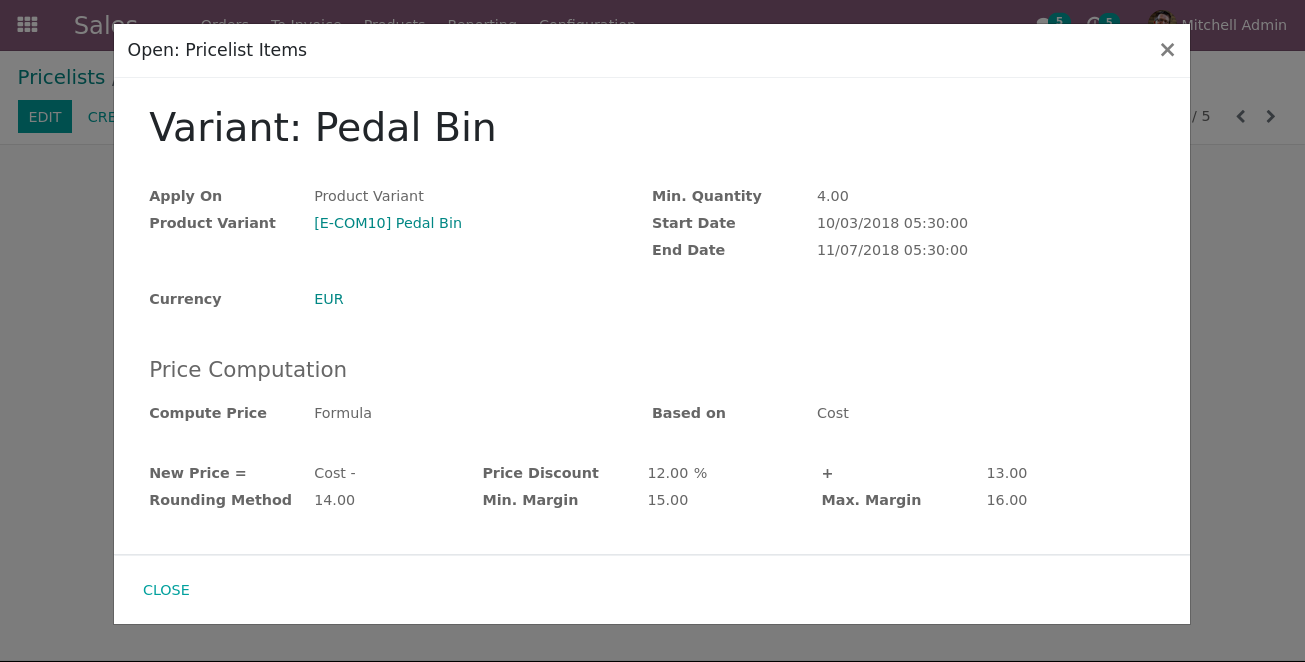 Sales Orders To Invoice Products Reporting Configuration 5 5 Mitchell Admin
Open: Pricelist Items ×
Pricelists /
EDIT CRE / 5
Variant: Pedal Bin
Apply On Product Variant Min. Quantity 4.00
Product Variant [E-COM10] Pedal Bin Start Date 10/03/2018 05:30:00
End Date 11/07/2018 05:30:00
Currency EUR
Price Computation
Compute Price Formula Based on Cost
New Price = Cost - Price Discount 12.00 % + 13.00
Rounding Method 14.00 Min. Margin 15.00 Max. Margin 16.00
CLOSE